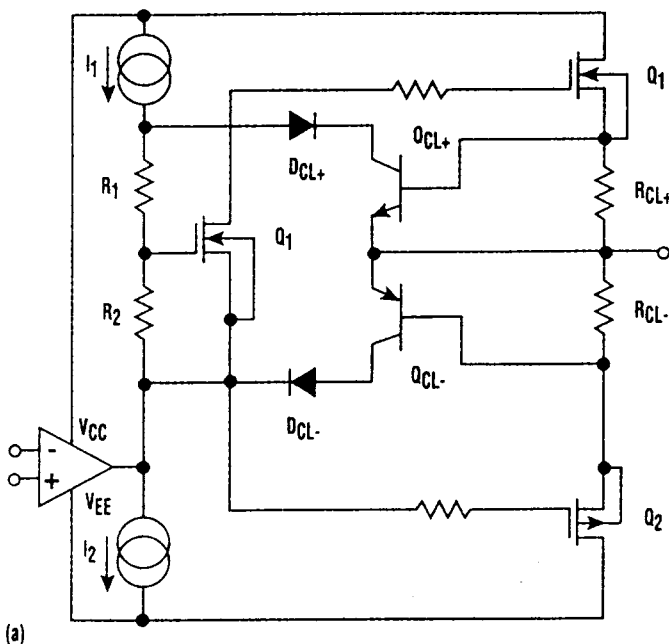 I1
Q1
QCL+
DCL+
R1
RCL+
Q1
R2
RCL-
QCL-
DCL-
VCC
-
+
VEE
Q2
I2
(a)